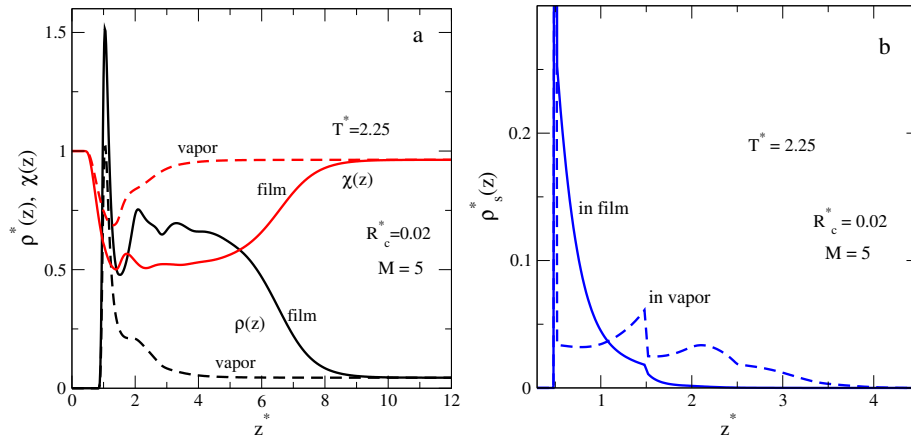 a
1.5
1
0.5
0
0 2 4 6 8 10 12
z*
ρ*(z), χ(z)
T*=2.25
vapor
film
χ(z)
R*c=0.02
M = 5
ρ(z)
film
vapor
b
0.2
0.1
0
1 2 3 4
z*
ρ*s(z)
T* = 2.25
in film
R*c = 0.02
M = 5
in vapor